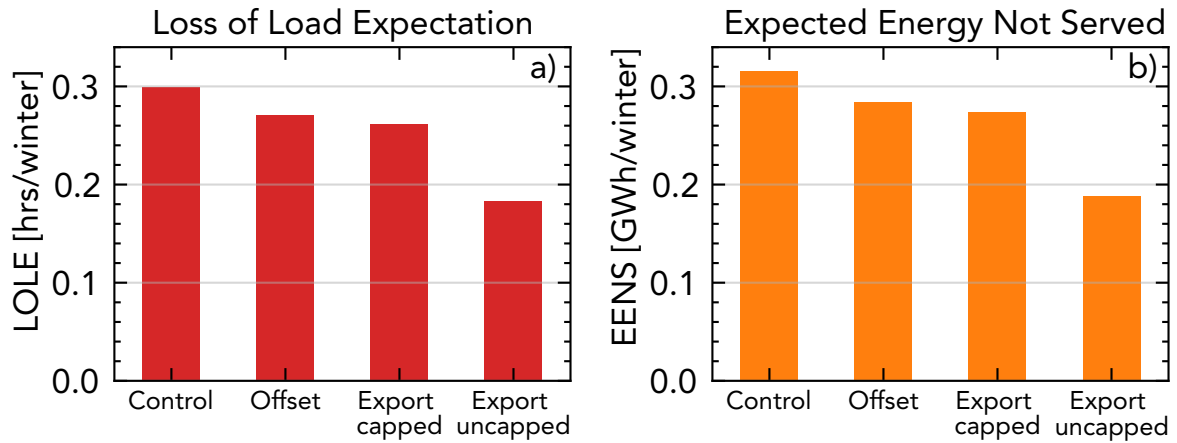 Loss of Load Expectation
a)
LOLE [hrs/winter]
0.3
0.2
0.1
0.0
Control
Offset
Export
capped
Export
uncapped
Expected Energy Not Served
b)
EENS [GWh/winter]
0.3
0.2
0.1
0.0
Control
Offset
Export
capped
Export
uncapped